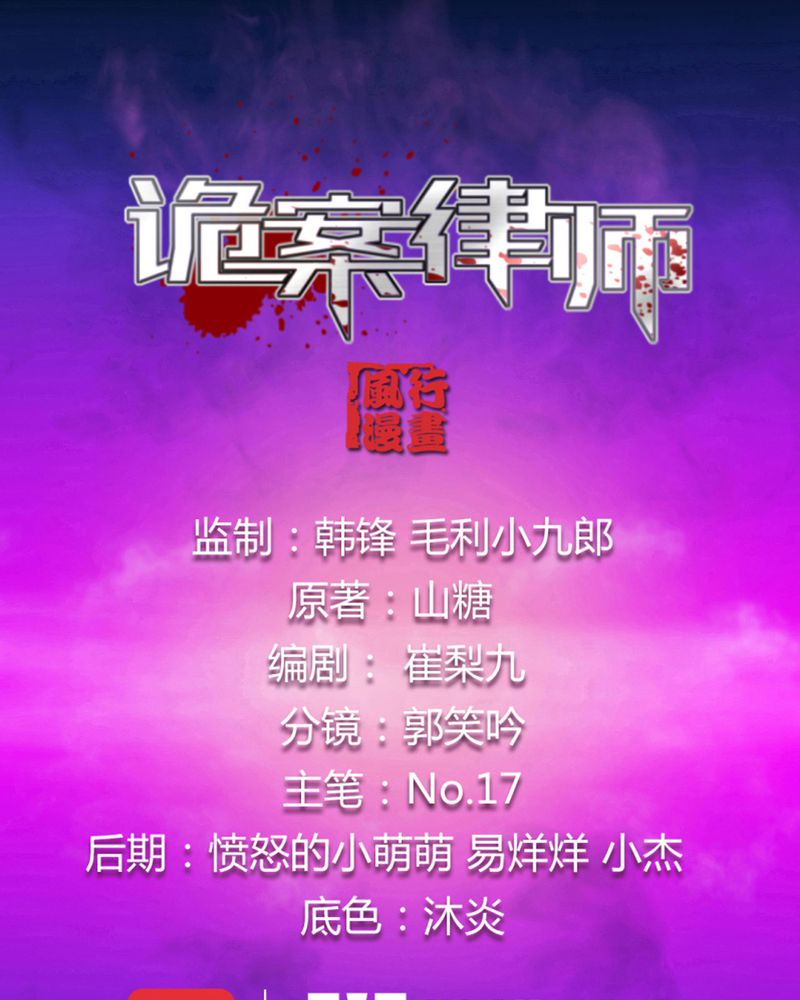 诡案律师
風行
漫畫
监制：韩锋 毛利小九郎
原著：山糖
编剧： 崔梨九
分镜：郭笑吟
主笔：No.17
后期：愤怒的小萌萌 易烊烊 小杰
底色：沐炎